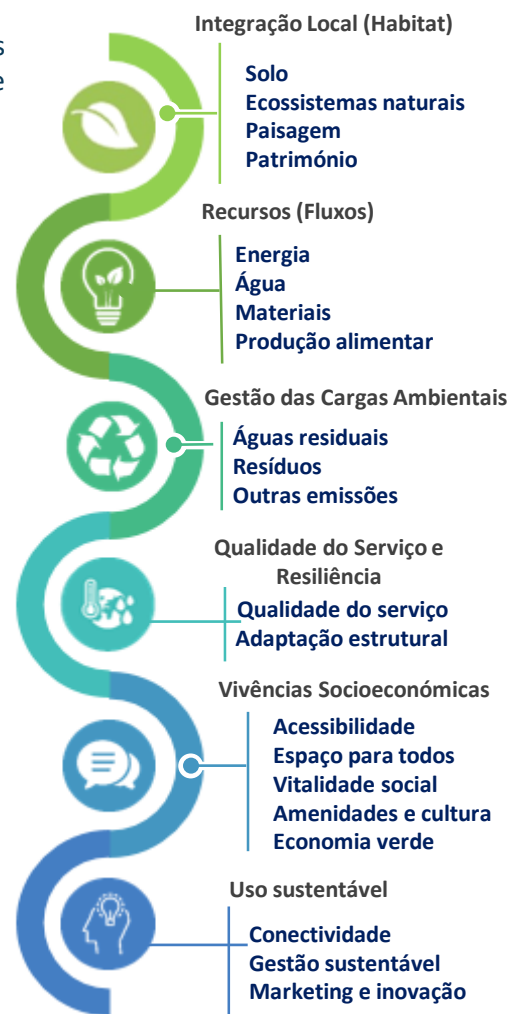 s
e
Integração Local (Habitat)
Solo
Ecossistemas naturais
Paisagem
Património
Recursos (Fluxos)
Energia
Água
Materiais
Produção alimentar
Gestão das Cargas Ambientais
Águas residuais
Resíduos
Outras emissões
Qualidade do Serviço e
Resiliência
Qualidade do serviço
Adaptação estrutural
Vivências Socioeconómicas
Acessibilidade
Espaço para todos
Vitalidade social
Amenidades e cultura
Economia verde
Uso sustentável
Conectividade
Gestão sustentável
Marketing e inovação